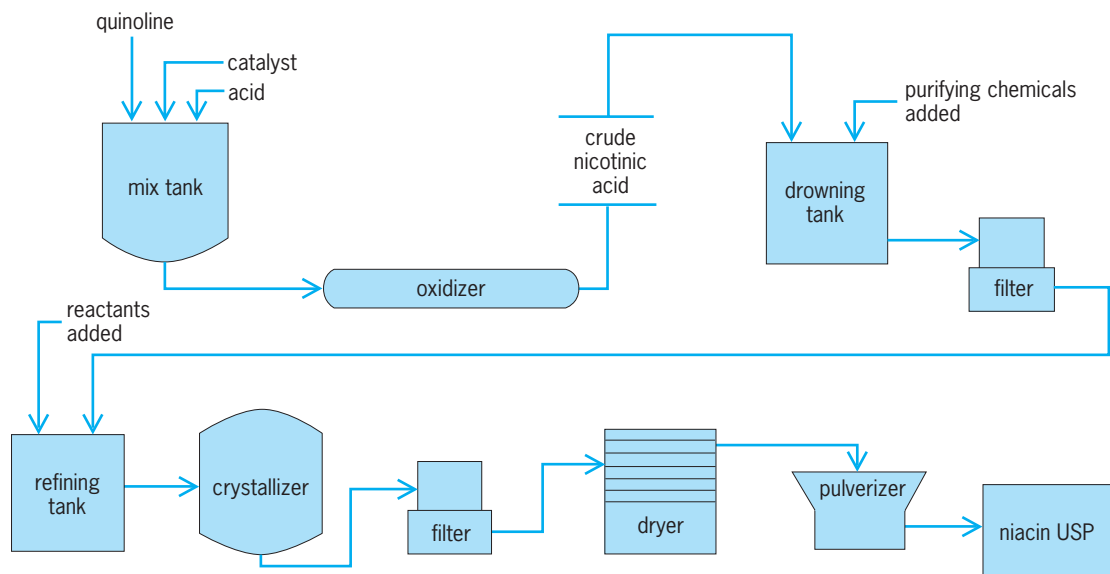 quinoline
catalyst
acid
mix tank
oxidizer
crude
nicotinic
acid
purifying chemicals
added
drowning
tank
filter
reactants
added
refining
tank
crystallizer
filter
dryer
pulverizer
niacin USP